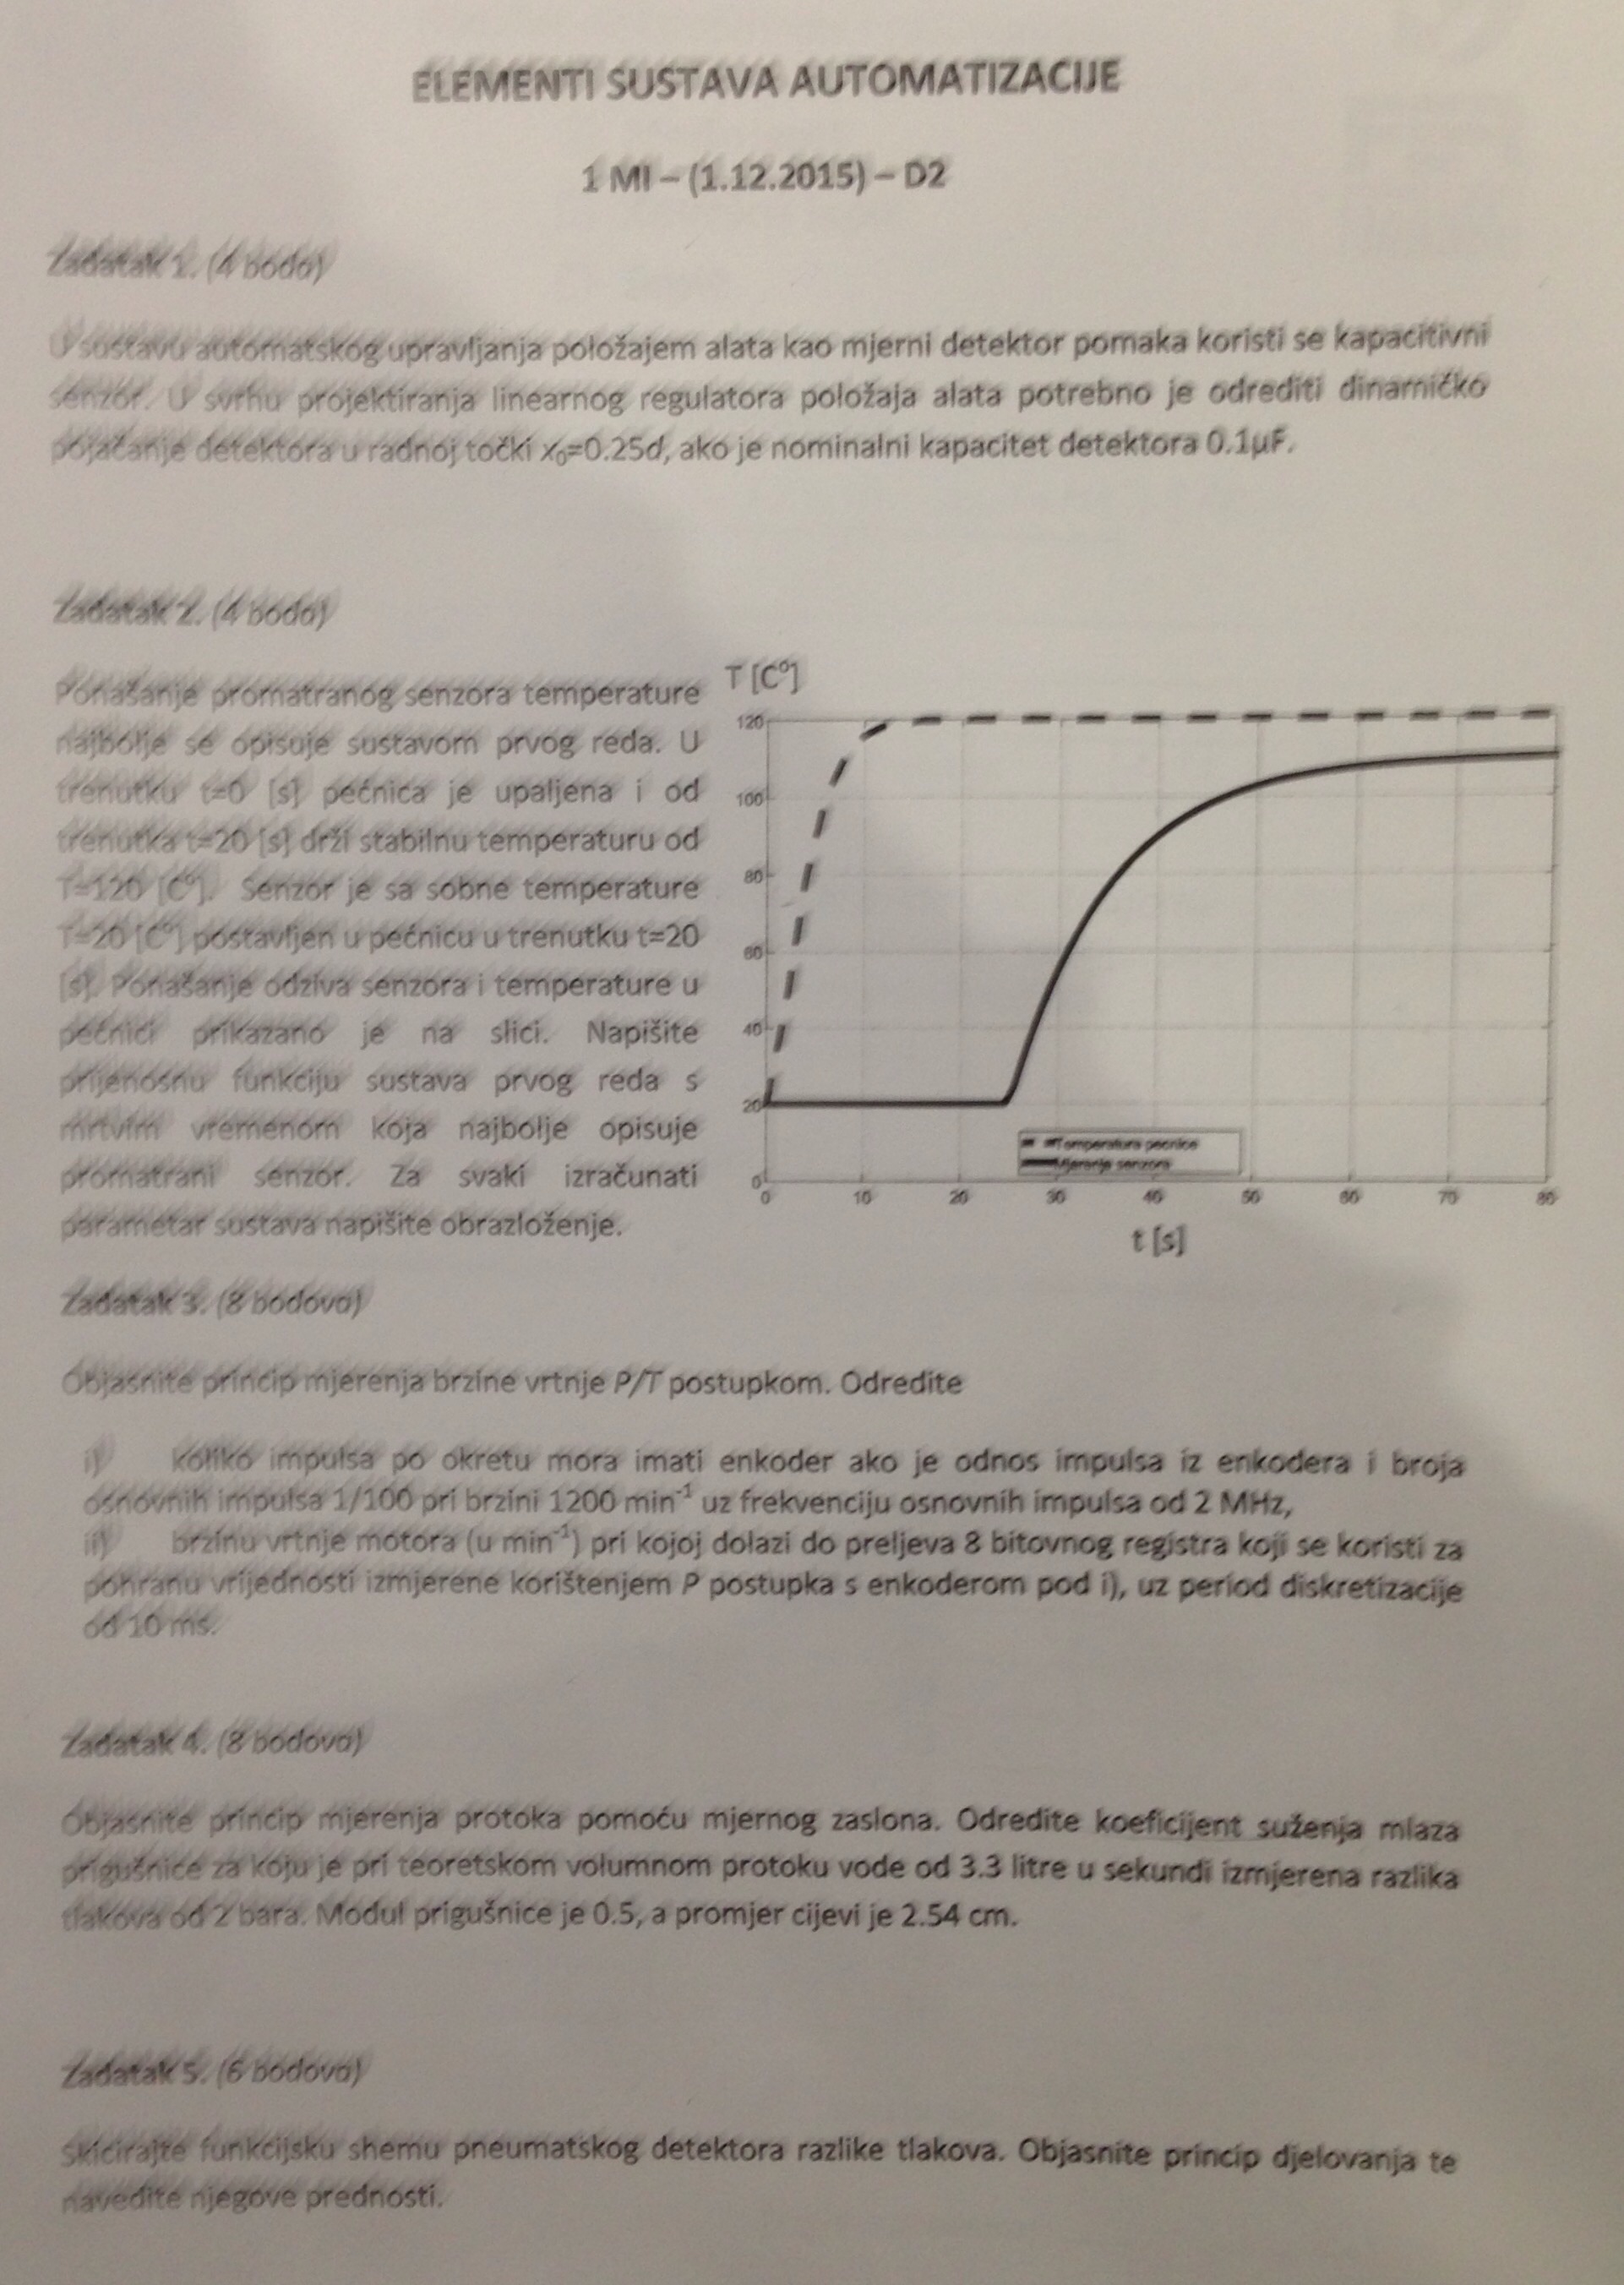 ELEMENTI SUSTAVA AUTOMATIZACIJE
1 MI – (1.12.2015) – D2
Zadatak 1. (4 boda)
U sustavu automatskog upravljanja položajem alata kao mjerni detektor pomaka koristi se kapacitivni
senzor. U svrhu projektiranja linearnog regulatora položaja alata potrebno je odrediti dinamičko
pojačanje detektora u radnoj točki x₀=0.25d, ako je nominalni kapacitet detektora 0.1µF.
Zadatak 2. (4 boda)
Ponašanje promatranog senzora temperature
najbolje se opisuje sustavom prvog reda. U
trenutku t=0 [s] pećnica je upaljena i od
trenutka t=20 [s] drži stabilnu temperaturu od
T=120 [C°]. Senzor je sa sobne temperature
T=20 [C°] postavljen u pećnicu u trenutku t=20
[s]. Ponašanje odziva senzora i temperature u
pećnici prikazano je na slici. Napišite
prijenosnu funkciju sustava prvog reda s
mrtvim vremenom koja najbolje opisuje
promatrani senzor. Za svaki izračunati
parametar sustava napišite obrazloženje.
T [C°]
120
100
80
60
40
20
0
0 10 20 30 40 50 60 70 80
Temperatura pecnice
Mjerenje senzora
t [s]
Zadatak 3. (8 bodova)
Objasnite princip mjerenja brzine vrtnje P/T postupkom. Odredite
i) koliko impulsa po okretu mora imati enkoder ako je odnos impulsa iz enkodera i broja
osnovnih impulsa 1/100 pri brzini 1200 min⁻¹ uz frekvenciju osnovnih impulsa od 2 MHz,
ii) brzinu vrtnje motora (u min⁻¹) pri kojoj dolazi do preljeva 8 bitovnog registra koji se koristi za
pohranu vrijednosti izmjerene korištenjem P postupka s enkoderom pod i), uz period diskretizacije
od 10 ms.
Zadatak 4. (8 bodova)
Objasnite princip mjerenja protoka pomoću mjernog zaslona. Odredite koeficijent suženja mlaza
prigušnice za koju je pri teoretskom volumnom protoku vode od 3.3 litre u sekundi izmjerena razlika
tlakova od 2 bara. Modul prigušnice je 0.5, a promjer cijevi je 2.54 cm.
Zadatak 5. (6 bodova)
Skicirajte funkcijsku shemu pneumatskog detektora razlike tlakova. Objasnite princip djelovanja te
navedite njegove prednosti.